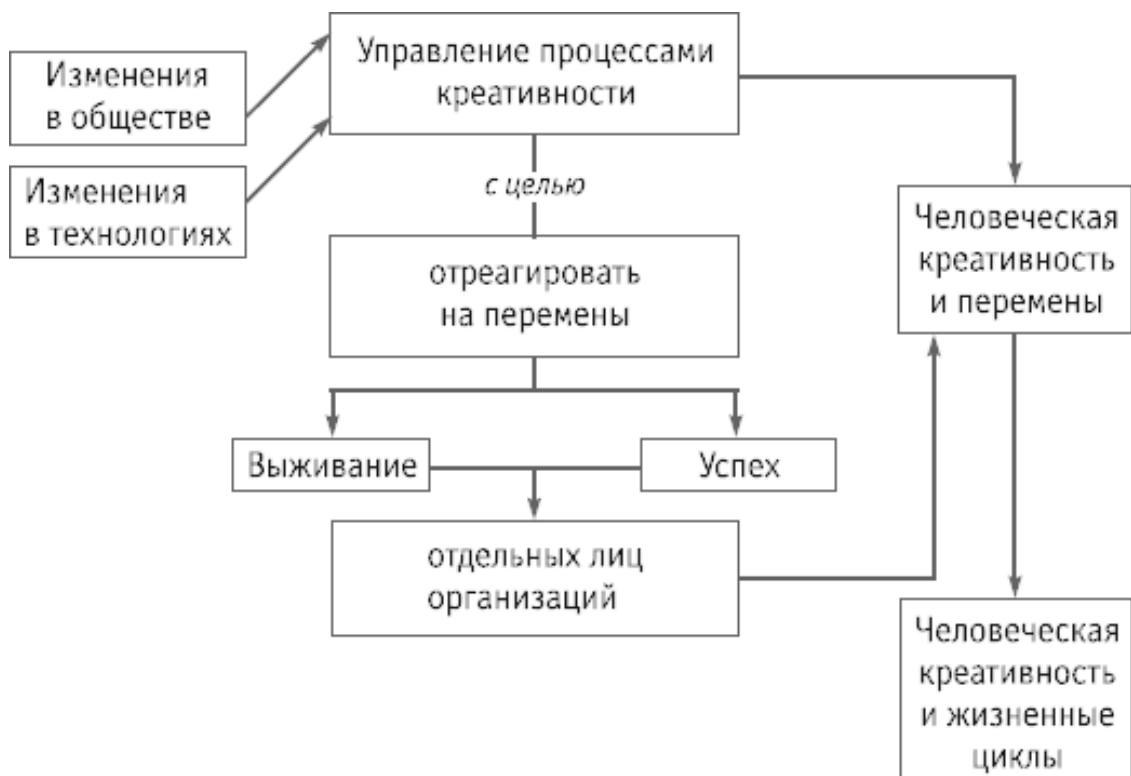 Управление процессами
креативности
Изменения
в обществе
Изменения
в технологиях
с целью
Человеческая
креативность
и перемены
отреагировать
на перемены
Выживание
Успех
отдельных лиц
организаций
Человеческая
креативность
и жизненные
циклы